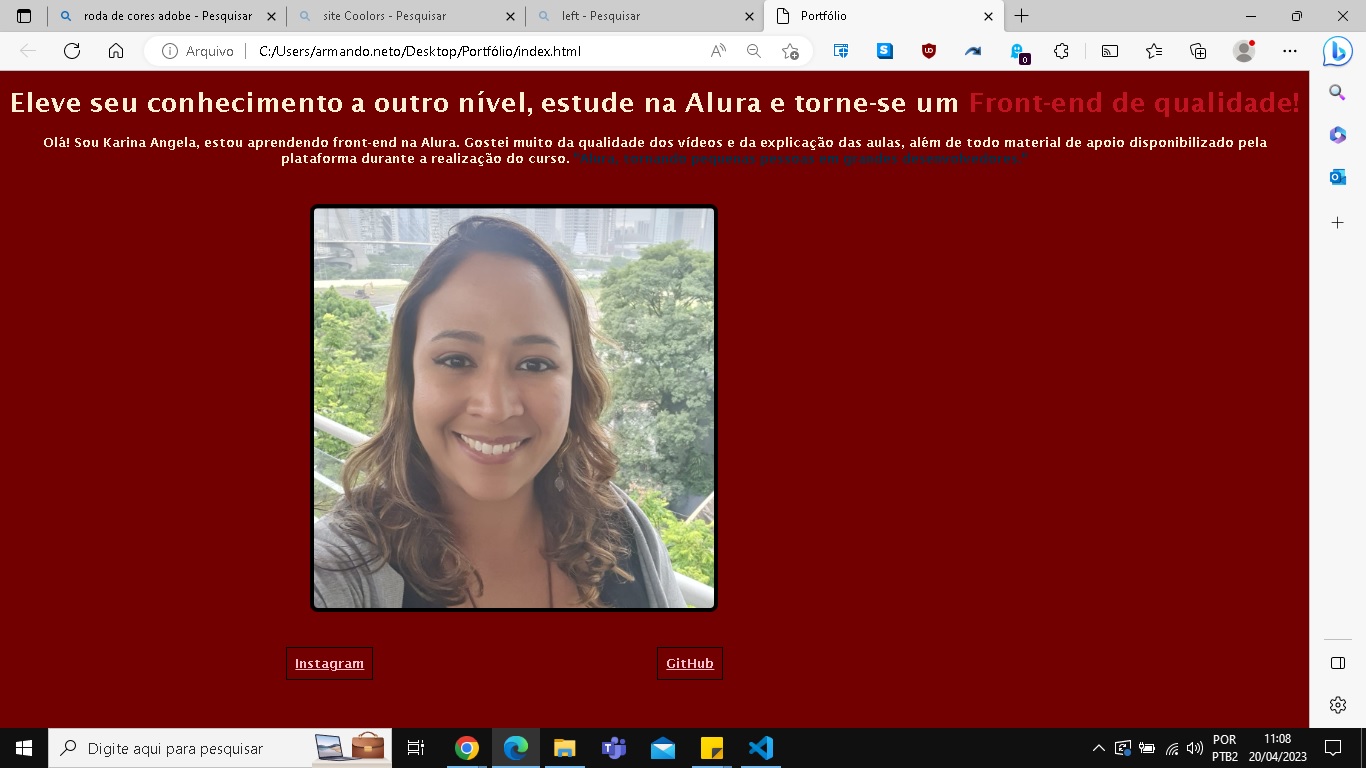 roda de cores adobe - Pesquisar
site Coolors - Pesquisar
left - Pesquisar
Portfólio
Arquivo
C:/Users/armando.neto/Desktop/Portfólio/index.html
Eleve seu conhecimento a outro nível, estude na Alura e torne-se um Front-end de qualidade!
Olá! Sou Karina Angela, estou aprendendo front-end na Alura. Gostei muito da qualidade dos vídeos e da explicação das aulas, além de todo material de apoio disponibilizado pela
plataforma durante a realização do curso. "Alura, tornando pequenas pessoas em grandes desenvolvedores."
Instagram
GitHub
Digite aqui para pesquisar
POR
PTB2
11:08
20/04/2023